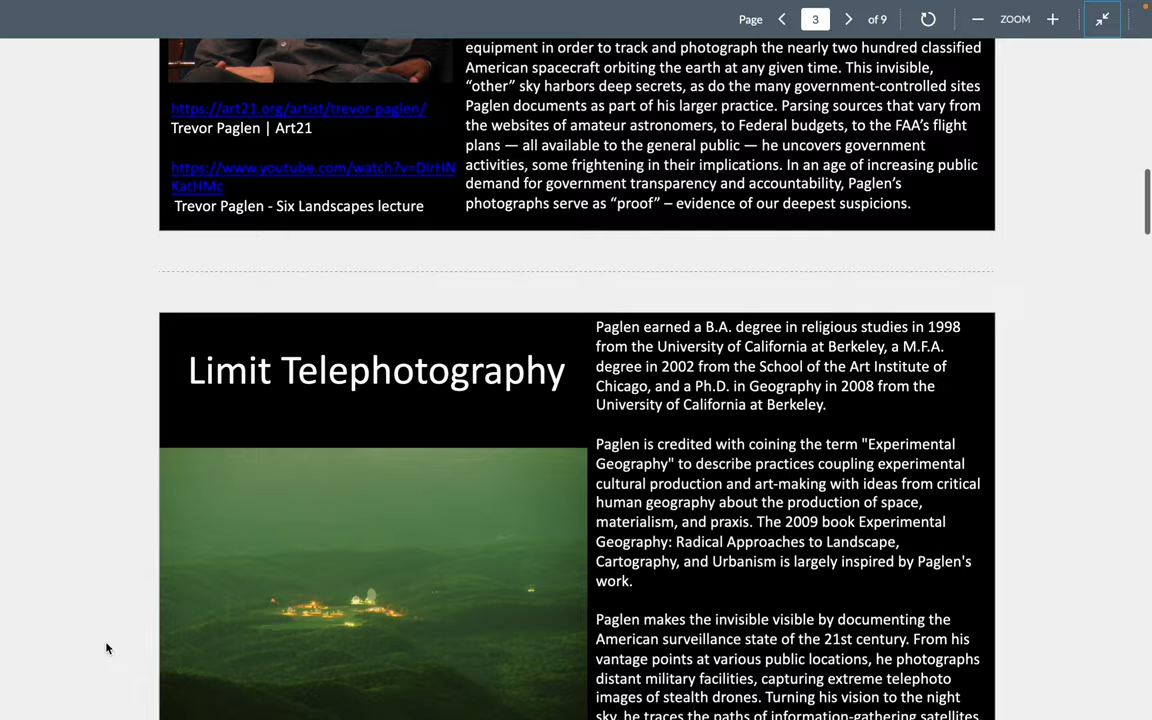 Page 3 of 9 ZOOM
equipment in order to track and photograph the nearly two hundred classified
American spacecraft orbiting the earth at any given time. This invisible,
“other” sky harbors deep secrets, as do the many government-controlled sites
Paglen documents as part of his larger practice. Parsing sources that vary from
the websites of amateur astronomers, to Federal budgets, to the FAA’s flight
plans — all available to the general public — he uncovers government
activities, some frightening in their implications. In an age of increasing public
demand for government transparency and accountability, Paglen’s
photographs serve as “proof” – evidence of our deepest suspicions.
https://art21.org/artist/trevor-paglen/
Trevor Paglen | Art21
https://www.youtube.com/watch?v=DlrHN
KatHMc
Trevor Paglen - Six Landscapes lecture
Limit Telephotography
Paglen earned a B.A. degree in religious studies in 1998
from the University of California at Berkeley, a M.F.A.
degree in 2002 from the School of the Art Institute of
Chicago, and a Ph.D. in Geography in 2008 from the
University of California at Berkeley.
Paglen is credited with coining the term "Experimental
Geography" to describe practices coupling experimental
cultural production and art-making with ideas from critical
human geography about the production of space,
materialism, and praxis. The 2009 book Experimental
Geography: Radical Approaches to Landscape,
Cartography, and Urbanism is largely inspired by Paglen's
work.
Paglen makes the invisible visible by documenting the
American surveillance state of the 21st century. From his
vantage points at various public locations, he photographs
distant military facilities, capturing extreme telephoto
images of stealth drones. Turning his vision to the night
sky, he traces the paths of information-gathering satellites